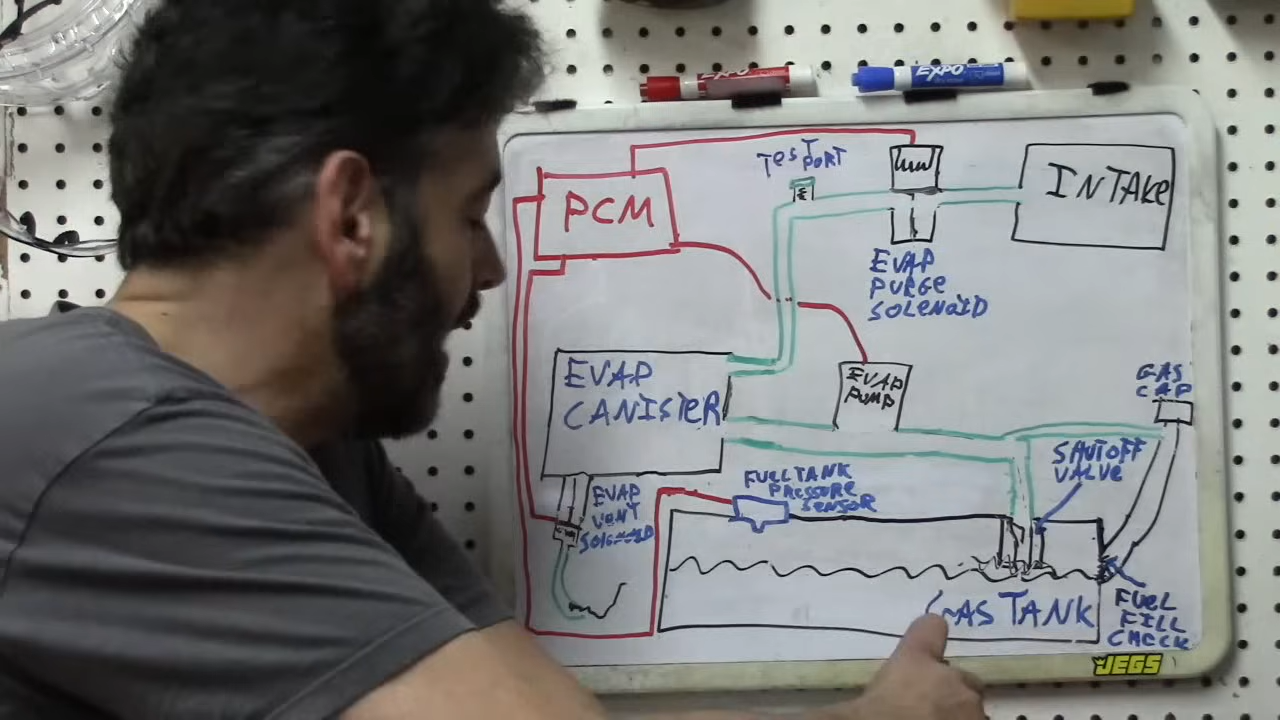 EXPO
EXPO
TEST PORT
PCM
INTAKE
EVAP
PURGE
SOLENOID
EVAP
CANISTER
EVAP
PUMP
GAS
CAP
SHUTOFF
VALVE
FULL TANK
PRESSURE
SENSOR
EVAP
VENT
SOLENOID
GAS TANK
FUEL
FILL
CHECK
JEGS